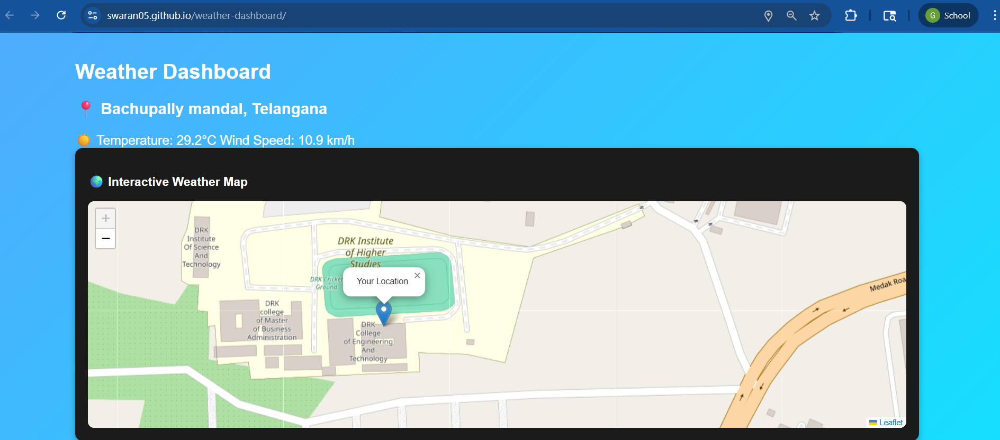 swaran05.github.io/weather-dashboard/
G School
Weather Dashboard
Bachupally mandal, Telangana
Temperature: 29.2°C Wind Speed: 10.9 km/h
Interactive Weather Map
+
−
DRK
Institute
Of Science
And
Technology
DRK Institute
of Higher
Studies
DRK Cricket
Ground
Your Location
×
DRK
college
of Master
of Business
Administration
DRK
College
of Engineering
And
Technology
Medak Roa
Leaflet